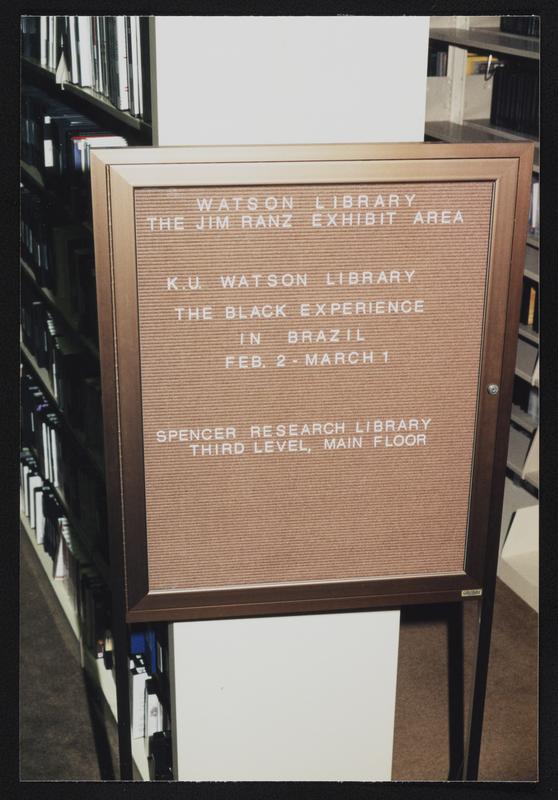 WATSON LIBRARY
THE JIM RANZ EXHIBIT AREA
K.U. WATSON LIBRARY
THE BLACK EXPERIENCE
IN BRAZIL
FEB. 2 - MARCH 1
SPENCER RESEARCH LIBRARY
THIRD LEVEL, MAIN FLOOR